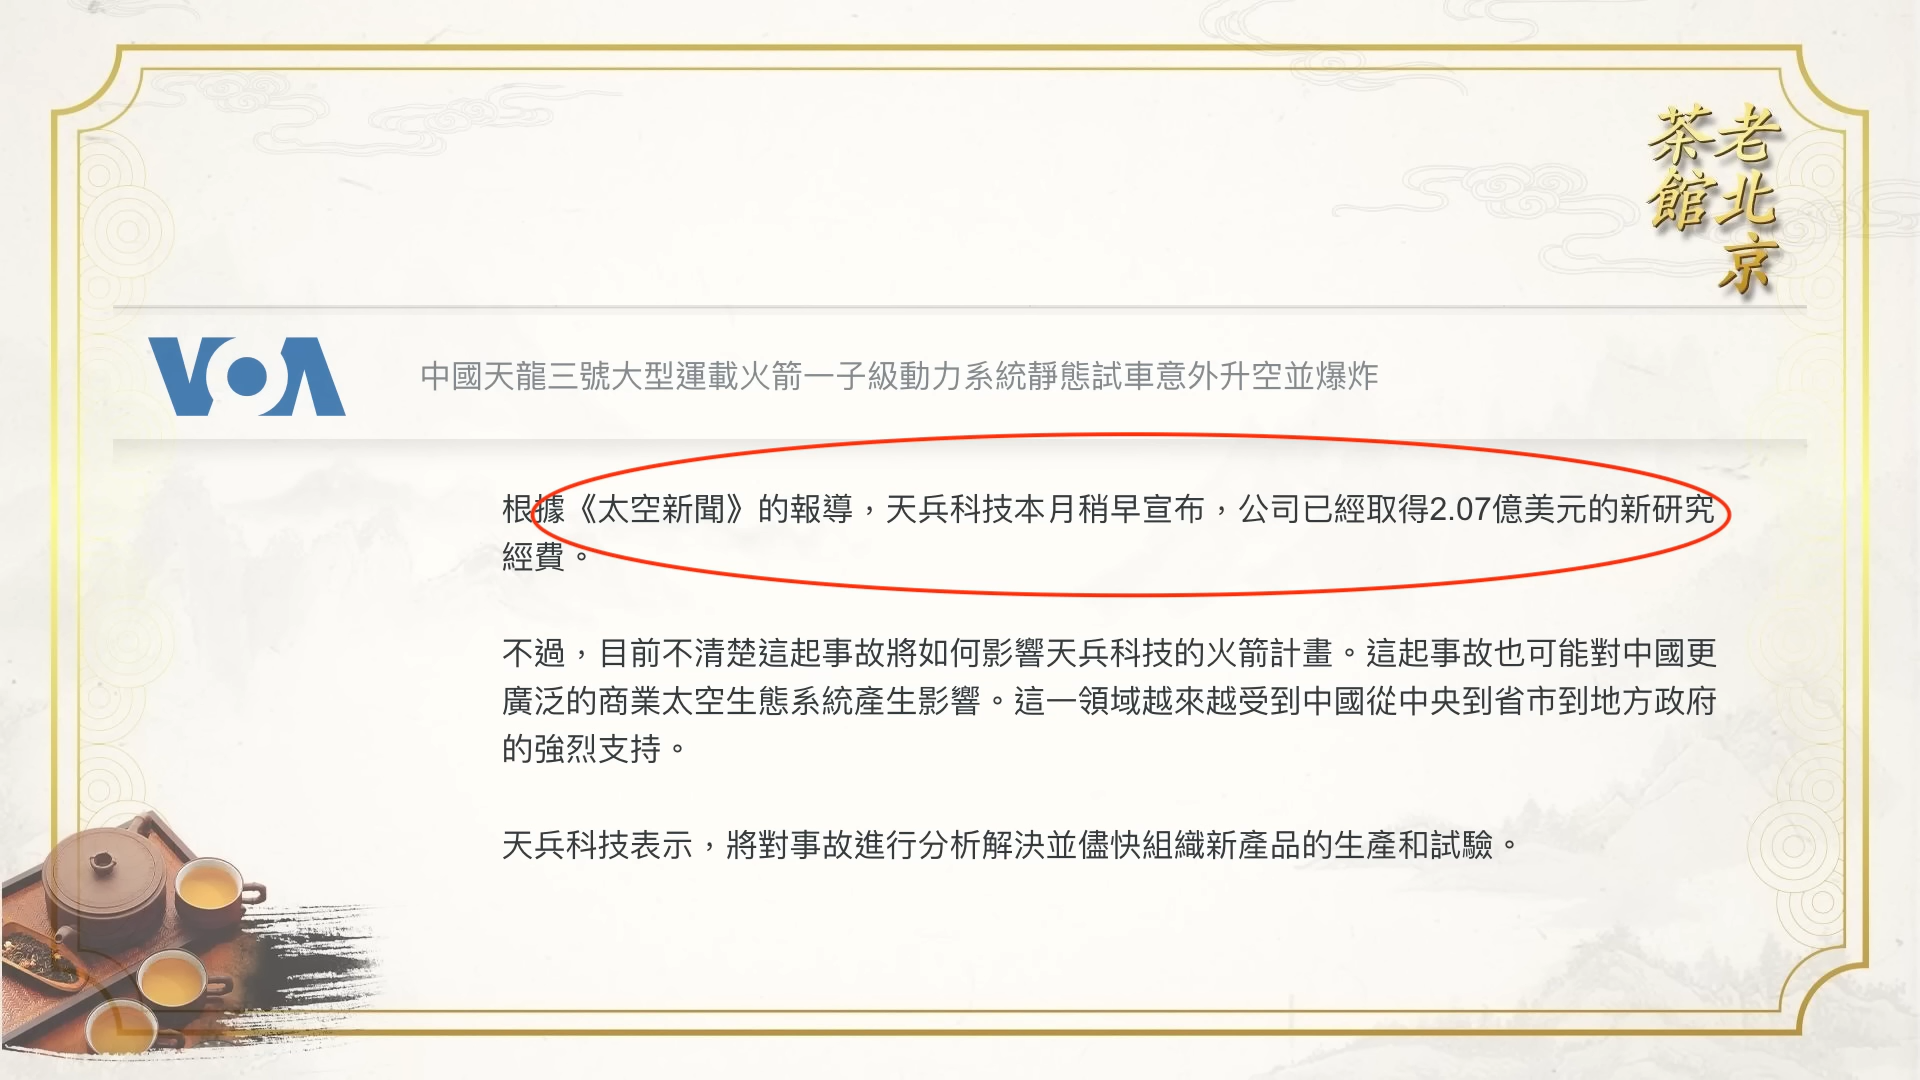 老北京
茶館
VOA
中國天龍三號大型運載火箭一子級動力系統靜態試車意外升空並爆炸
根據《太空新聞》的報導，天兵科技本月稍早宣布，公司已經取得2.07億美元的新研究
經費。
不過，目前不清楚這起事故將如何影響天兵科技的火箭計畫。這起事故也可能對中國更
廣泛的商業太空生態系統產生影響。這一領域越來越受到中國從中央到省市到地方政府
的強烈支持。
天兵科技表示，將對事故進行分析解決並儘快組織新產品的生產和試驗。